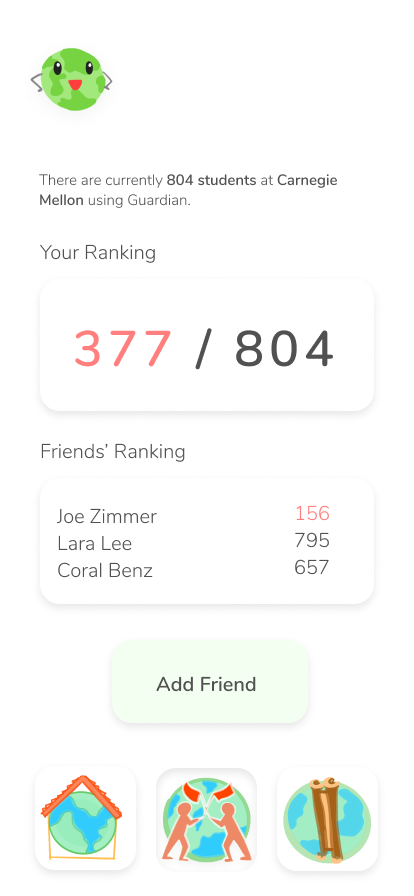 There are currently 804 students at Carnegie
Mellon using Guardian.
Your Ranking
377 / 804
Friends’ Ranking
Joe Zimmer 156
Lara Lee 795
Coral Benz 657
Add Friend